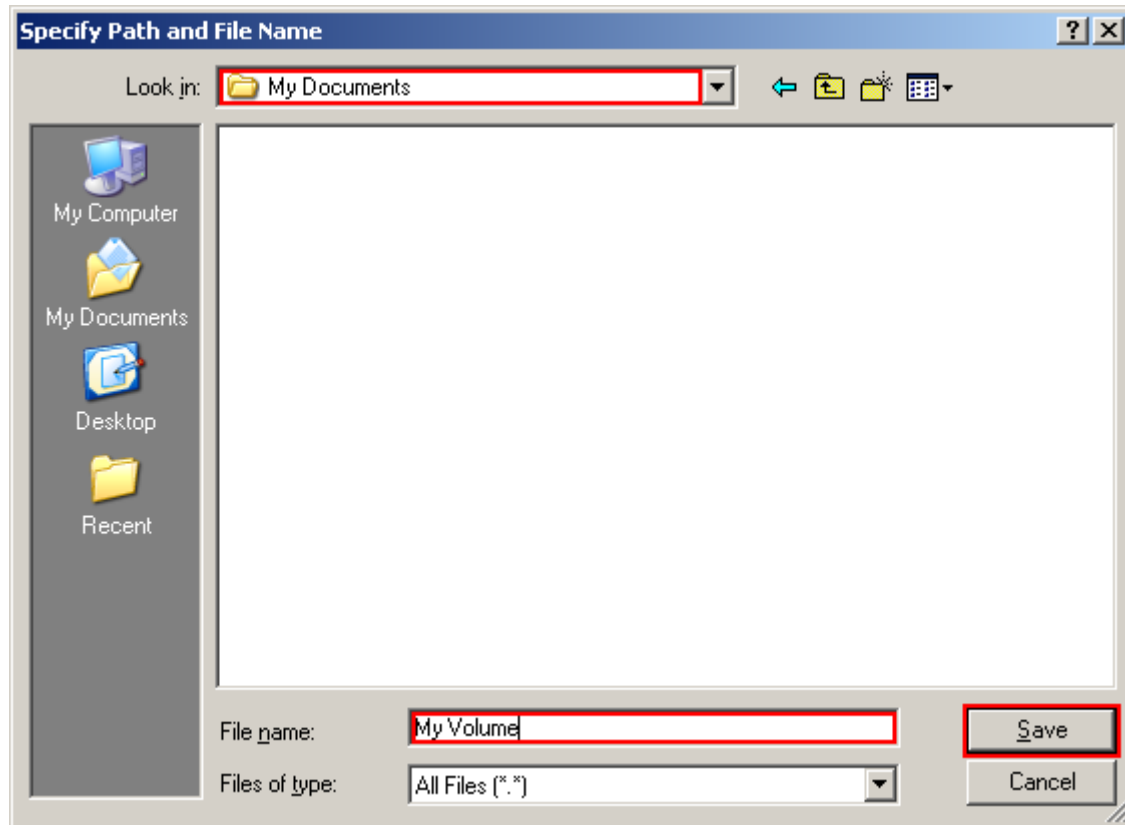 Specify Path and File Name
Look in: My Documents
My Computer
My Documents
Desktop
Recent
File name: My Volume Save
Files of type: All Files (*.*) Cancel